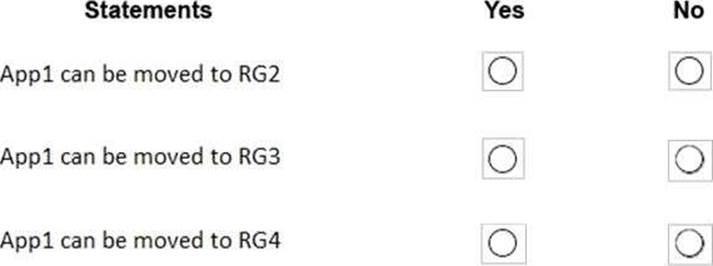 Statements Yes No
App1 can be moved to RG2
App1 can be moved to RG3
App1 can be moved to RG4